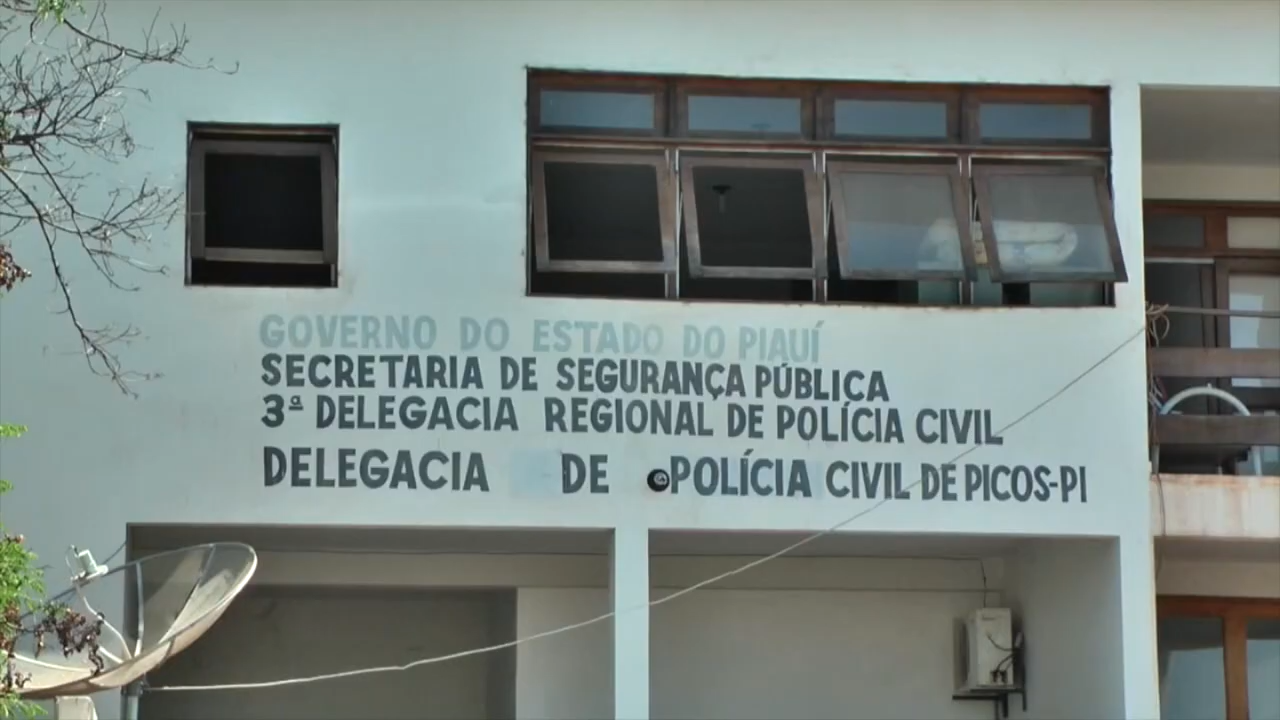 GOVERNO DO ESTADO DO PIAUÍ
SECRETARIA DE SEGURANÇA PÚBLICA
3ª DELEGACIA REGIONAL DE POLÍCIA CIVIL
DELEGACIA DE POLÍCIA CIVIL DE PICOS-PI